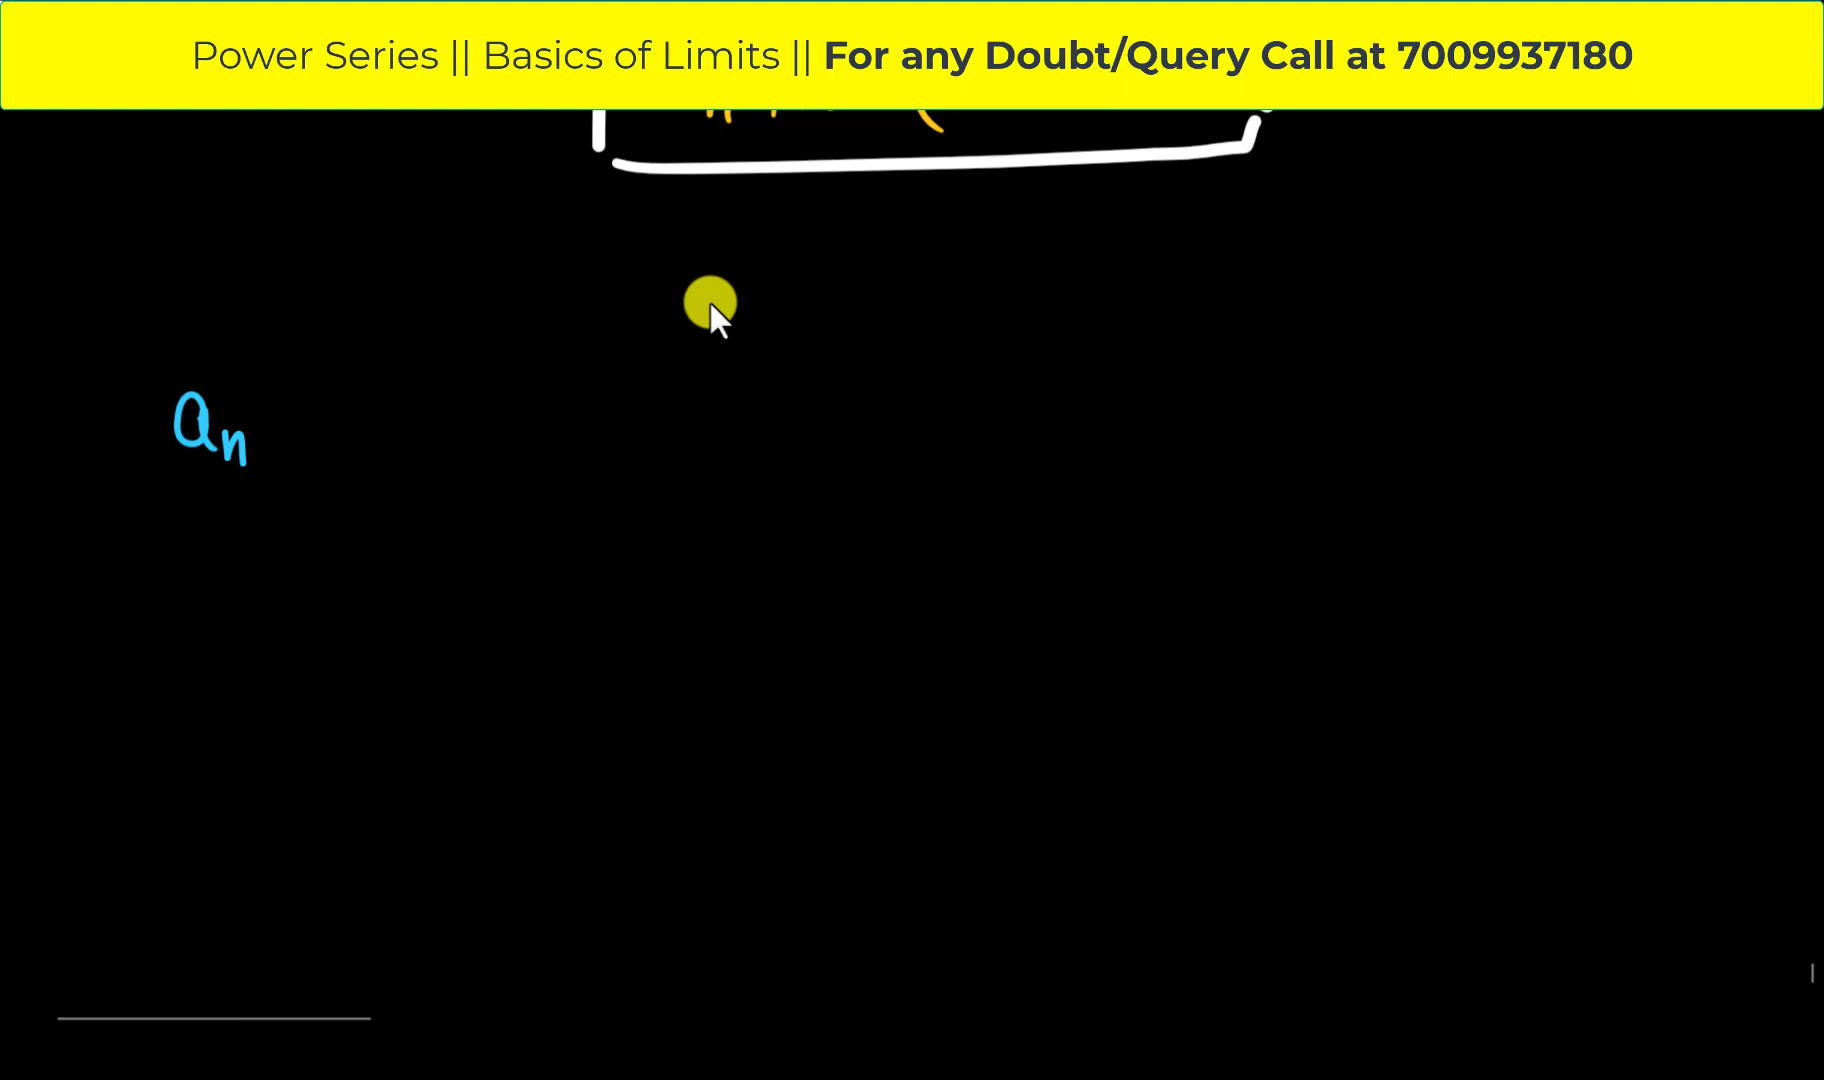 Power Series || Basics of Limits || For any Doubt/Query Call at 7009937180
an